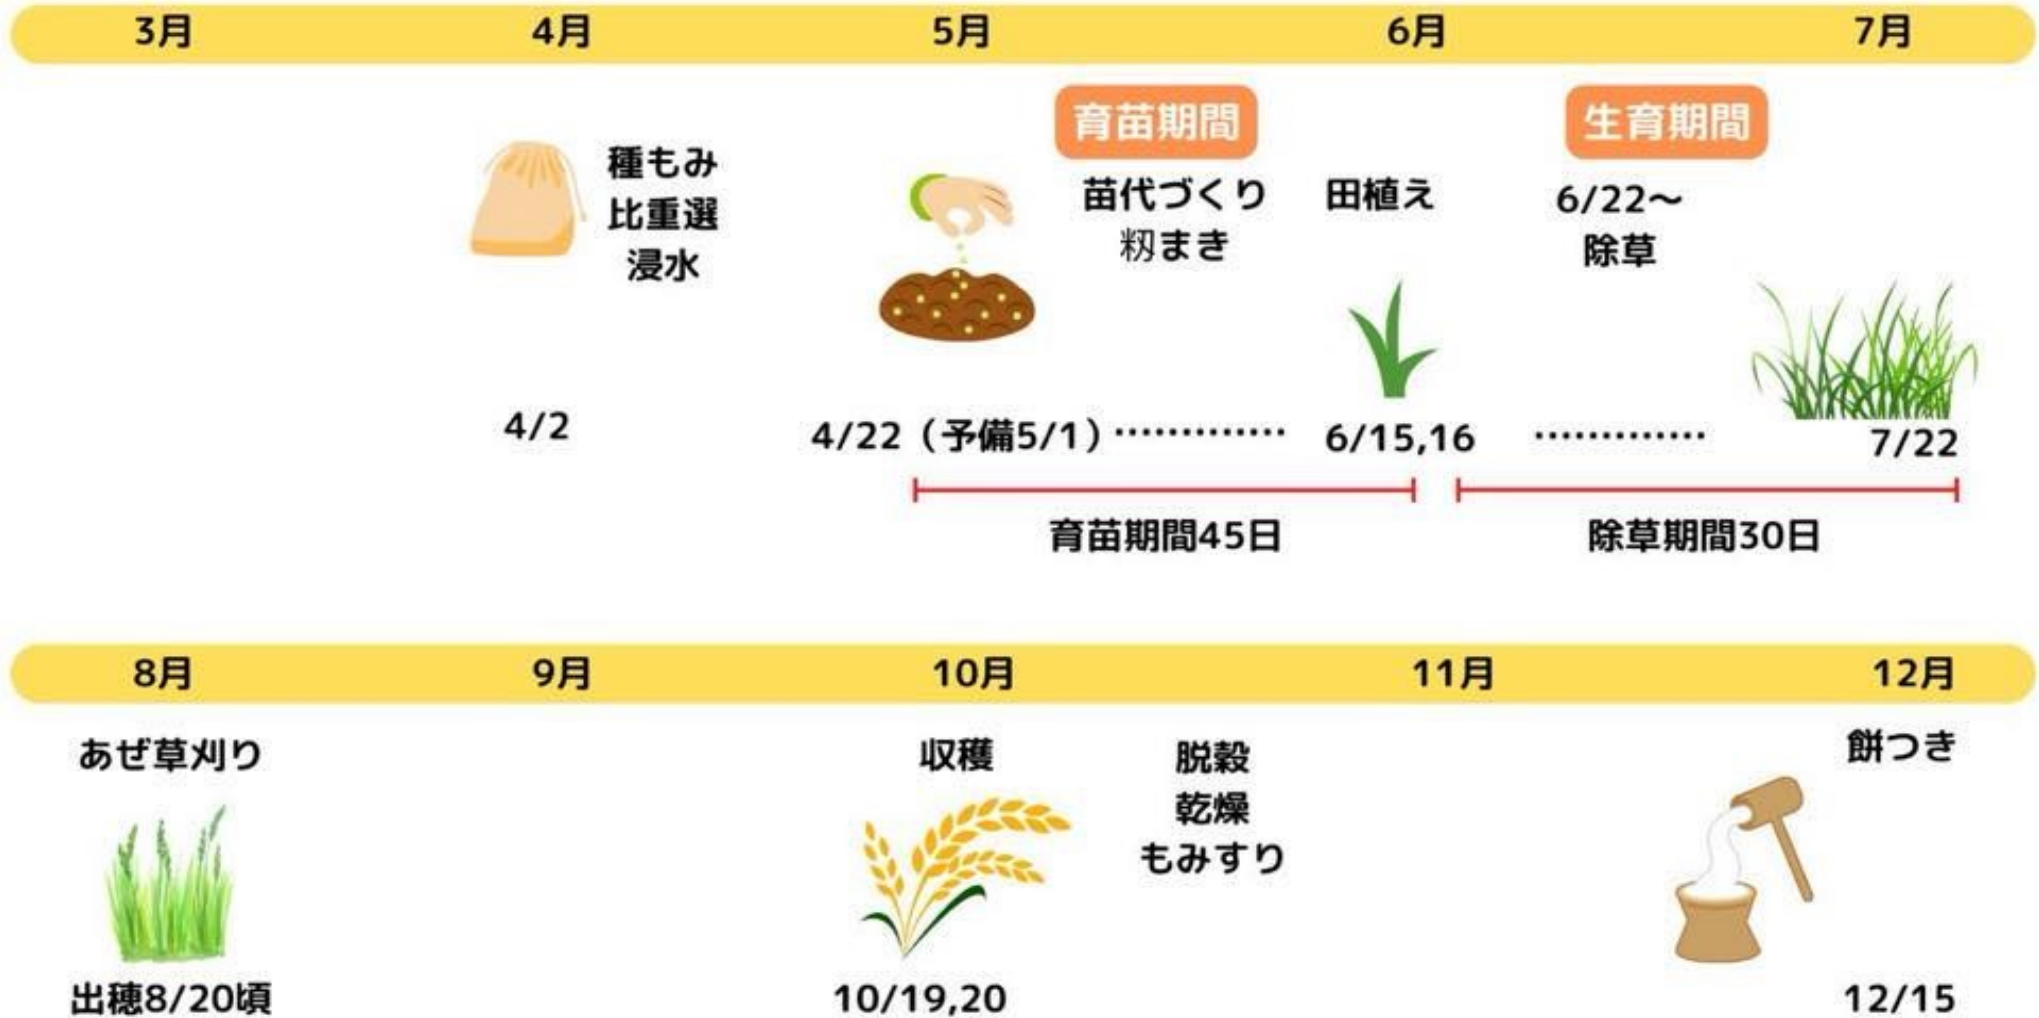 3月 4月 5月 6月 7月
育苗期間
生育期間
種もみ
比重選
浸水
苗代づくり
籾まき
田植え
6/22〜
除草
4/2
4/22（予備5/1）…………
6/15,16
…………
7/22
育苗期間45日
除草期間30日
8月 9月 10月 11月 12月
あぜ草刈り
収穫
脱穀
乾燥
もみすり
餅つき
出穂8/20頃
10/19,20
12/15